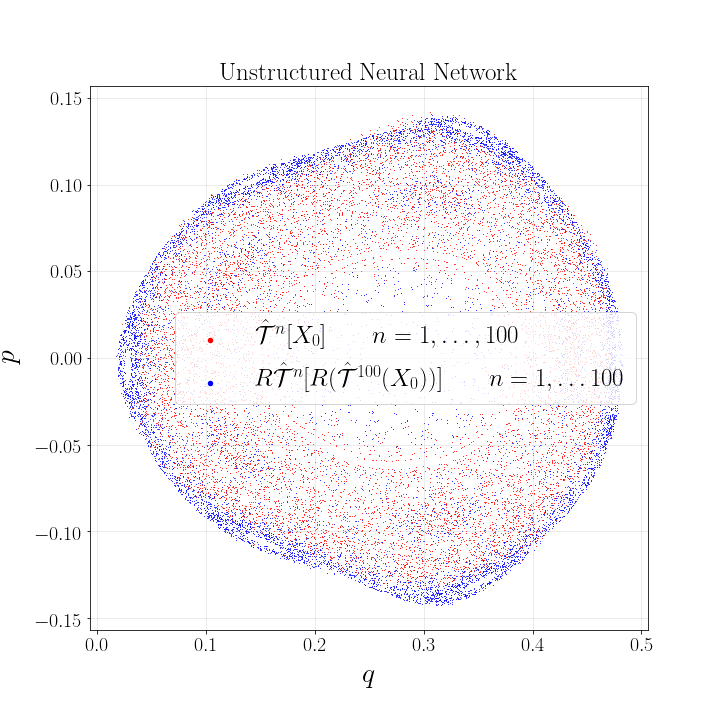 Unstructured Neural Network
0.15
0.10
0.05
0.00
−0.05
−0.10
−0.15
p
$\hat{\mathcal{T}}^n[X_0]$ $n = 1, \ldots, 100$
$R\hat{\mathcal{T}}^n[R(\hat{\mathcal{T}}^{100}(X_0))]$ $n = 1, \ldots 100$
0.0 0.1 0.2 0.3 0.4 0.5
q